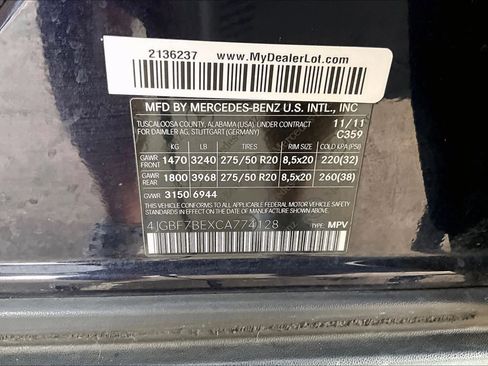 2136237 www.MyDealerLot.com
MFD BY MERCEDES-BENZ U.S. INTL., INC
TUSCALOOSA COUNTY, ALABAMA (USA), UNDER CONTRACT 11/11
FOR DAIMLER AG, STUTTGART (GERMANY) C359
KG LB TIRES RIM SIZE COLD KPA (PSI)
GAWR FRONT 1470 3240 275/50 R20 8,5x20 220(32)
GAWR REAR 1800 3968 275/50 R20 8,5x20 260(38)
GVWR 3150 6944
THIS VEHICLE CONFORMS TO ALL APPLICABLE FEDERAL MOTOR VEHICLE
SAFETY STANDARDS IN EFFECT ON THE DATE OF MANUFACTURE SHOWN ABOVE.
4JGBF7BEXCA774128 TYPE: MPV